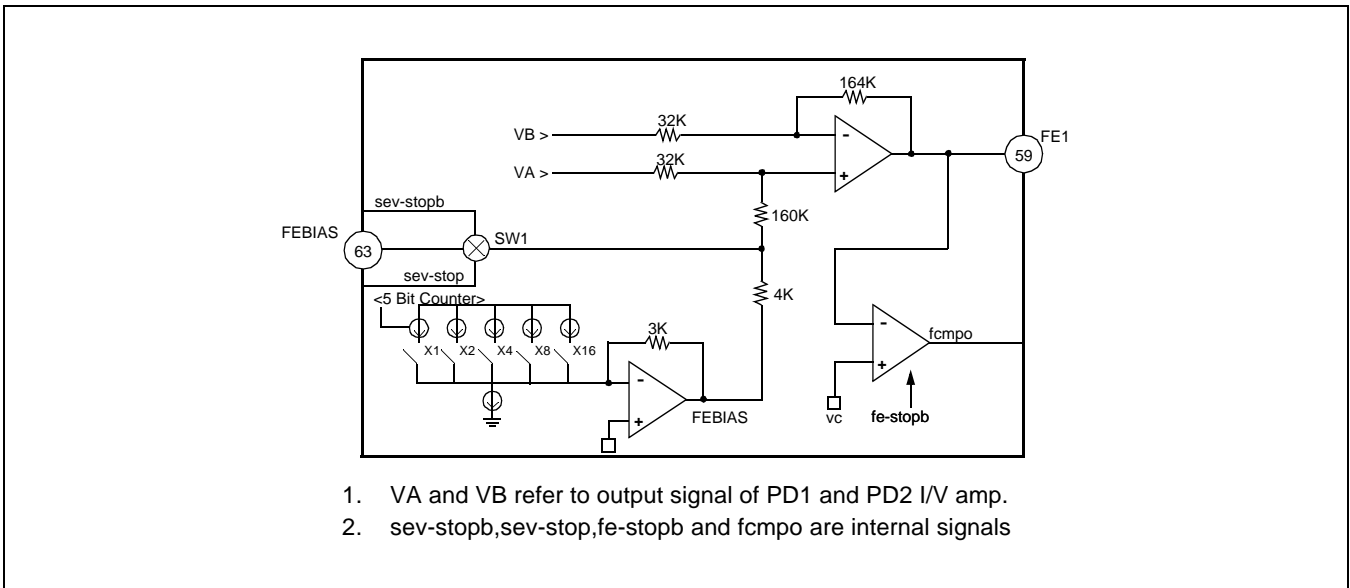 164K
VB >
32K
VA >
32K
FE1
59
sev-stopb
160K
FEBIAS
63
SW1
sev-stop
<5 Bit Counter>
4K
X1
X2
X4
X8
X16
3K
-
+
-
+
-
+
fcmpo
FEBIAS
vc
fe-stopb
1. VA and VB refer to output signal of PD1 and PD2 I/V amp.
2. sev-stopb,sev-stop,fe-stopb and fcmpo are internal signals